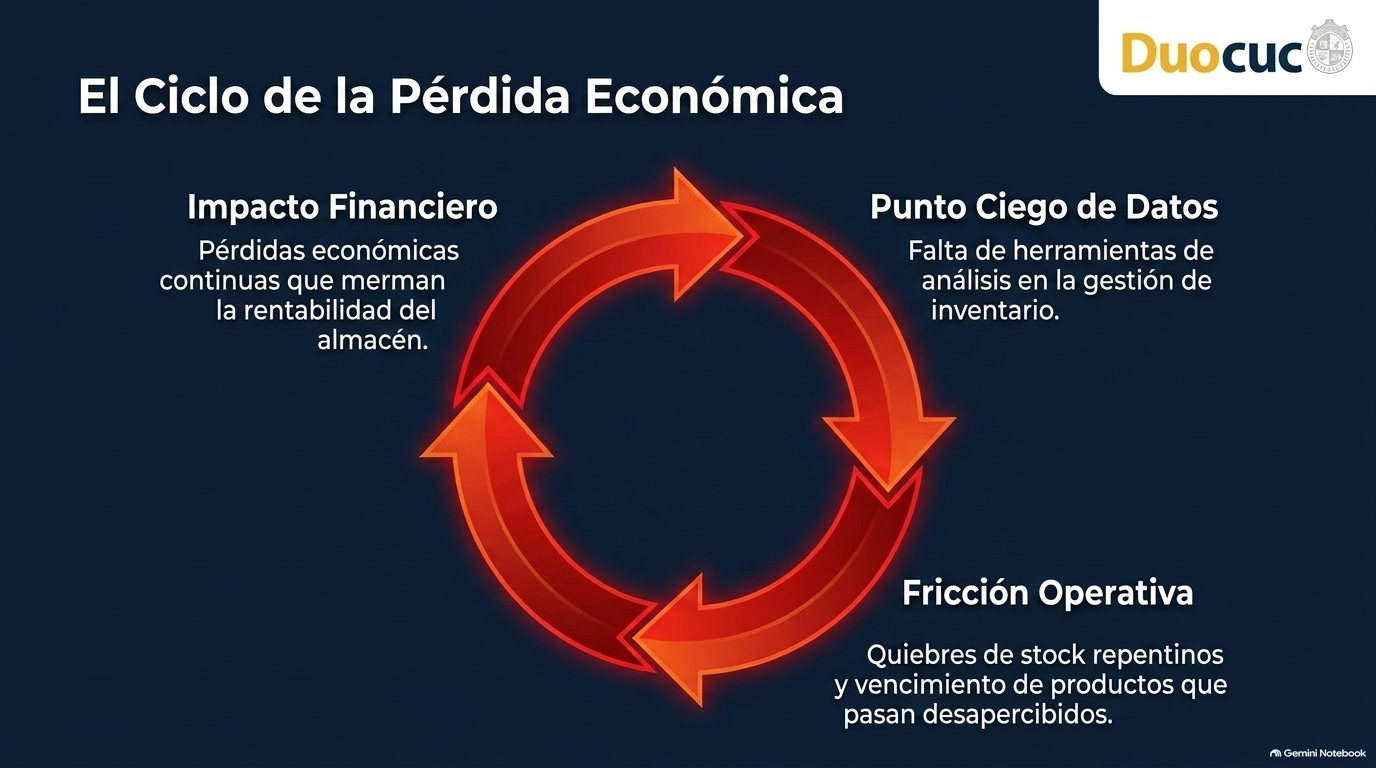 Duocuc
El Ciclo de la Pérdida Económica
Impacto Financiero
Pérdidas económicas
continuas que merman
la rentabilidad del
almacén.
Punto Ciego de Datos
Falta de herramientas de
análisis en la gestión de
inventario.
Fricción Operativa
Quiebres de stock repentinos
y vencimiento de productos que
pasan desapercibidos.
Gemini Notebook